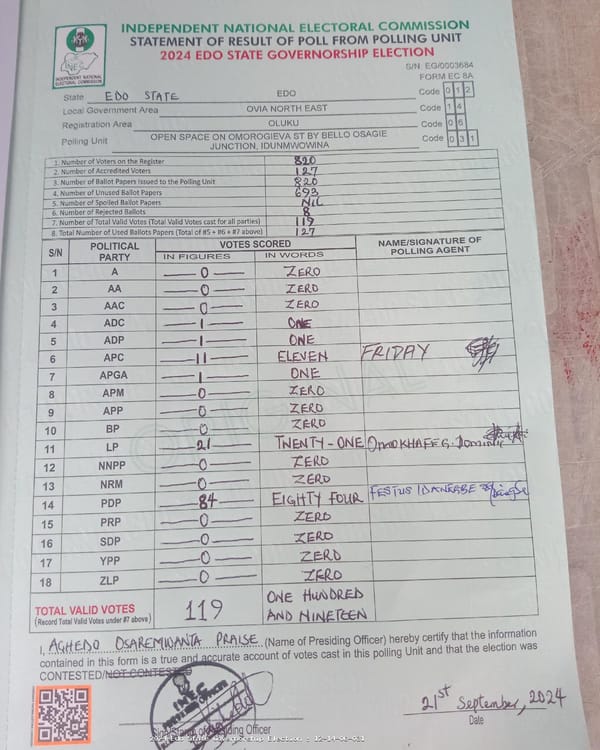 INDEPENDENT NATIONAL ELECTORAL COMMISSION
STATEMENT OF RESULT OF POLL FROM POLLING UNIT
2024 EDO STATE GOVERNORSHIP ELECTION
INDEPENDENT NATIONAL ELECTORAL COMMISSION
S/N EG/0003684
FORM EC 8A
State EDO STATE EDO Code 0 1 2
Local Government Area OVIA NORTH EAST Code 1 4
Registration Area OLUKU Code 0 6
Polling Unit OPEN SPACE ON OMOROGIEVA ST BY BELLO OSAGIE JUNCTION, IDUNMWOWINA Code 0 3 1
1. Number of Voters on the Register 820
2. Number of Accredited Voters 127
3. Number of Ballot Papers Issued to the Polling Unit 820
4. Number of Unused Ballot Papers 693
5. Number of Spoiled Ballot Papers NIL
6. Number of Rejected Ballots 8
7. Number of Total Valid Votes (Total Valid Votes cast for all parties) 119
8. Total Number of Used Ballots Papers (Total of #5 + #6 + #7 above) 127
S/N POLITICAL PARTY VOTES SCORED NAME/SIGNATURE OF POLLING AGENT
IN FIGURES IN WORDS
1 A 0 ZERO
2 AA 0 ZERO
3 AAC 0 ZERO
4 ADC 1 ONE
5 ADP 1 ONE
6 APC 11 ELEVEN FRIDAY
7 APGA 1 ONE
8 APM 0 ZERO
9 APP 0 ZERO
10 BP 0 ZERO
11 LP 21 TWENTY-ONE Omokhafe G. Dominic
12 NNPP 0 ZERO
13 NRM 0 ZERO
14 PDP 84 EIGHTY FOUR FESTUS
15 PRP 0 ZERO
16 SDP 0 ZERO
17 YPP 0 ZERO
18 ZLP 0 ZERO
TOTAL VALID VOTES 119 ONE HUNDRED AND NINETEEN
(Record Total Valid Votes under #7 above)
I, AGHEDO OSAREMWANTA PRAISE (Name of Presiding Officer) hereby certify that the information
contained in this form is a true and accurate account of votes cast in this polling Unit and that the election was
CONTESTED/NOT CONTESTED
INEC
21st September, 2024
Officer Date